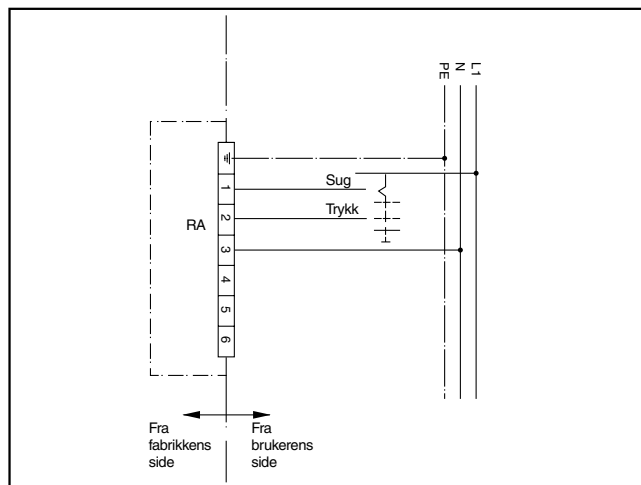 PE
N
L1
Sug
Trykk
RA
1
2
3
4
5
6
Fra
fabrikkens
side
Fra
brukerens
side